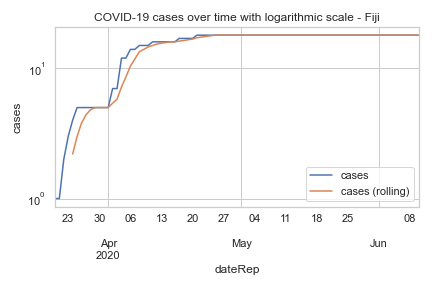 COVID-19 cases over time with logarithmic scale - Fiji
10¹
10⁰
cases
cases
cases (rolling)
23 30 06 13 20 27 04 11 18 25 08
Apr May Jun
2020
dateRep